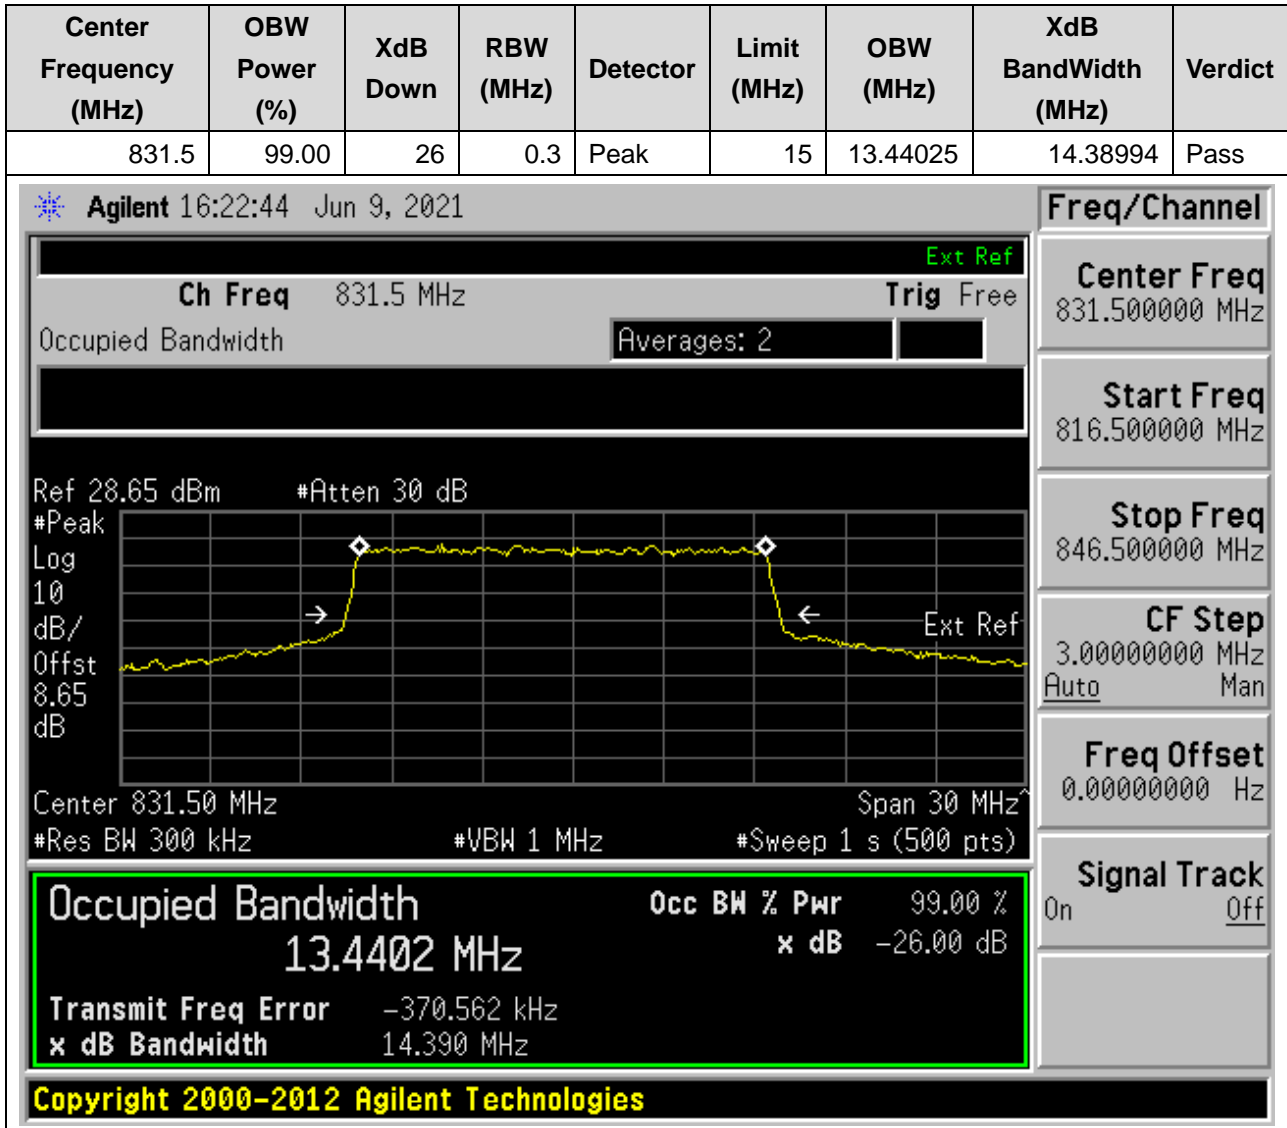 Center Frequency (MHz) OBW Power (%) XdB Down RBW (MHz) Detector Limit (MHz) OBW (MHz) XdB BandWidth (MHz) Verdict
831.5 99.00 26 0.3 Peak 15 13.44025 14.38994 Pass
Agilent 16:22:44 Jun 9, 2021
Freq/Channel
Ext Ref
Ch Freq 831.5 MHz Trig Free
Occupied Bandwidth Averages: 2
Center Freq
831.500000 MHz
Start Freq
816.500000 MHz
Stop Freq
846.500000 MHz
CF Step
3.00000000 MHz
Auto Man
Freq Offset
0.00000000 Hz
Signal Track
On Off
Ref 28.65 dBm #Atten 30 dB
#Peak
Log
10
dB/
Offst
8.65
dB
Ext Ref
Center 831.50 MHz Span 30 MHz^
#Res BW 300 kHz #VBW 1 MHz #Sweep 1 s (500 pts)
Occupied Bandwidth Occ BW % Pwr 99.00 %
13.4402 MHz x dB -26.00 dB
Transmit Freq Error -370.562 kHz
x dB Bandwidth 14.390 MHz
Copyright 2000-2012 Agilent Technologies